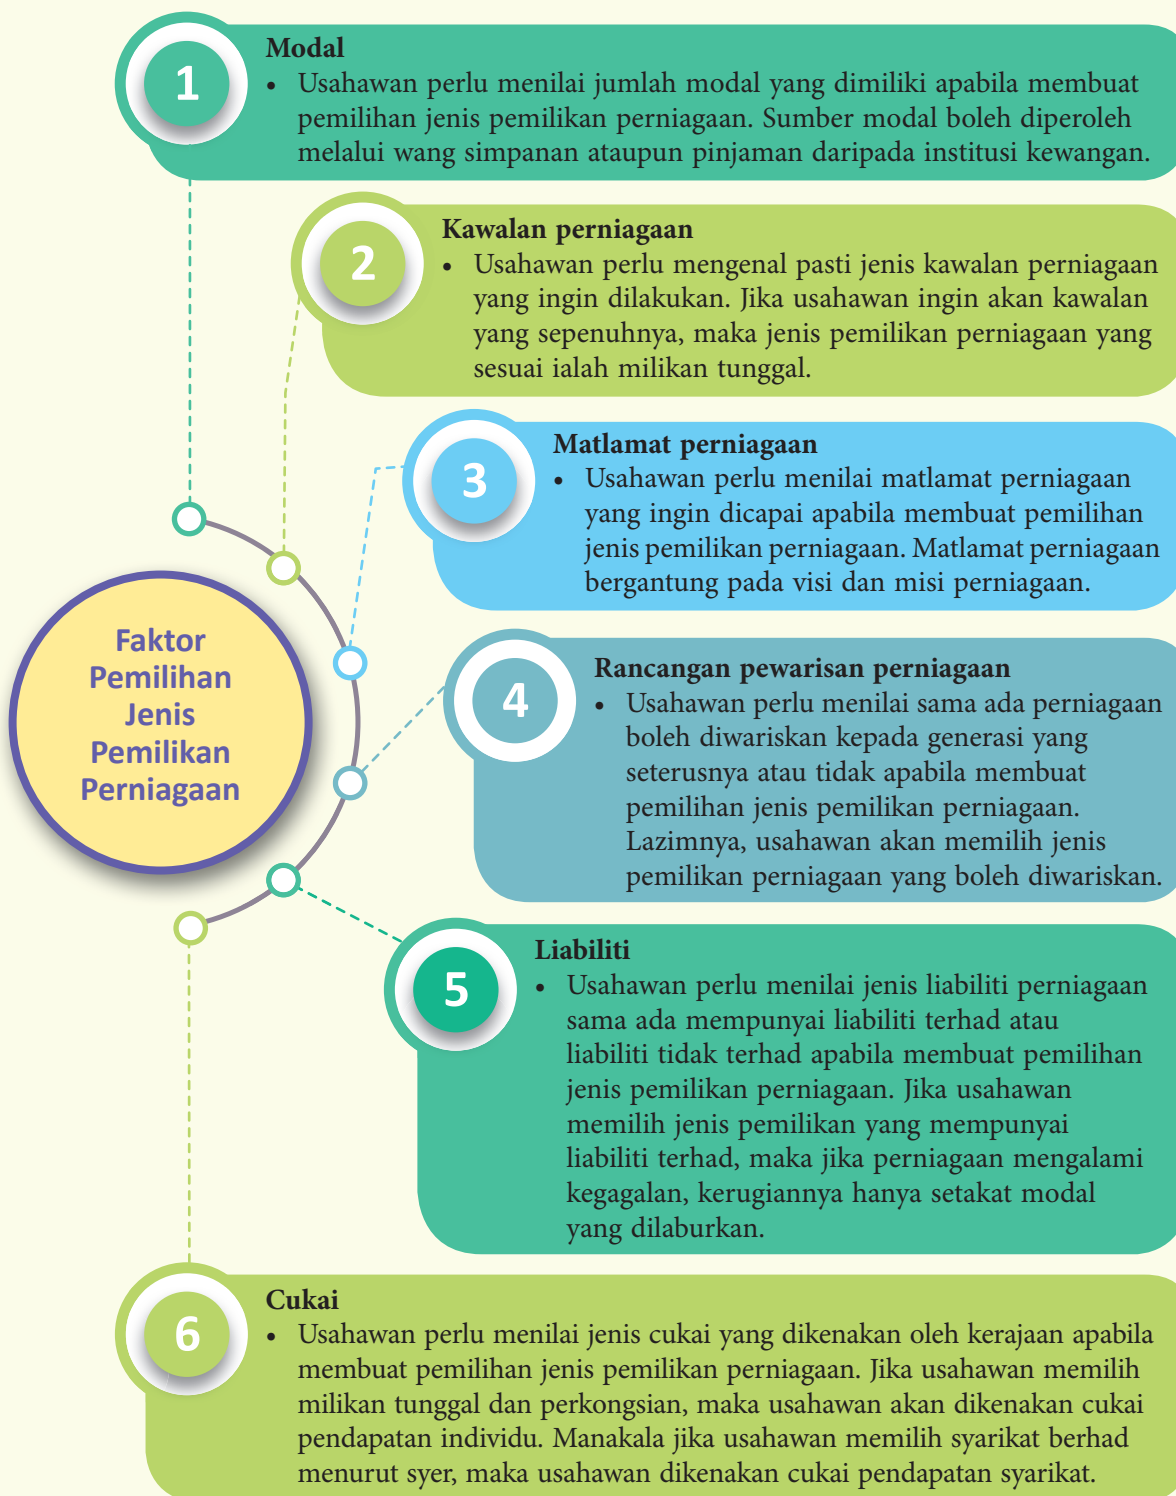 1
Modal
• Usahawan perlu menilai jumlah modal yang dimiliki apabila membuat
pemilihan jenis pemilikan perniagaan. Sumber modal boleh diperoleh
melalui wang simpanan ataupun pinjaman daripada institusi kewangan.
2
Kawalan perniagaan
• Usahawan perlu mengenal pasti jenis kawalan perniagaan
yang ingin dilakukan. Jika usahawan ingin akan kawalan
yang sepenuhnya, maka jenis pemilikan perniagaan yang
sesuai ialah milikan tunggal.
3
Matlamat perniagaan
• Usahawan perlu menilai matlamat perniagaan
yang ingin dicapai apabila membuat pemilihan
jenis pemilikan perniagaan. Matlamat perniagaan
bergantung pada visi dan misi perniagaan.
Faktor
Pemilihan
Jenis
Pemilikan
Perniagaan
4
Rancangan pewarisan perniagaan
• Usahawan perlu menilai sama ada perniagaan
boleh diwariskan kepada generasi yang
seterusnya atau tidak apabila membuat
pemilihan jenis pemilikan perniagaan.
Lazimnya, usahawan akan memilih jenis
pemilikan perniagaan yang boleh diwariskan.
5
Liabiliti
• Usahawan perlu menilai jenis liabiliti perniagaan
sama ada mempunyai liabiliti terhad atau
liabiliti tidak terhad apabila membuat pemilihan
jenis pemilikan perniagaan. Jika usahawan
memilih jenis pemilikan yang mempunyai
liabiliti terhad, maka jika perniagaan mengalami
kegagalan, kerugiannya hanya setakat modal
yang dilaburkan.
6
Cukai
• Usahawan perlu menilai jenis cukai yang dikenakan oleh kerajaan apabila
membuat pemilihan jenis pemilikan perniagaan. Jika usahawan memilih
milikan tunggal dan perkongsian, maka usahawan akan dikenakan cukai
pendapatan individu. Manakala jika usahawan memilih syarikat berhad
menurut syer, maka usahawan dikenakan cukai pendapatan syarikat.